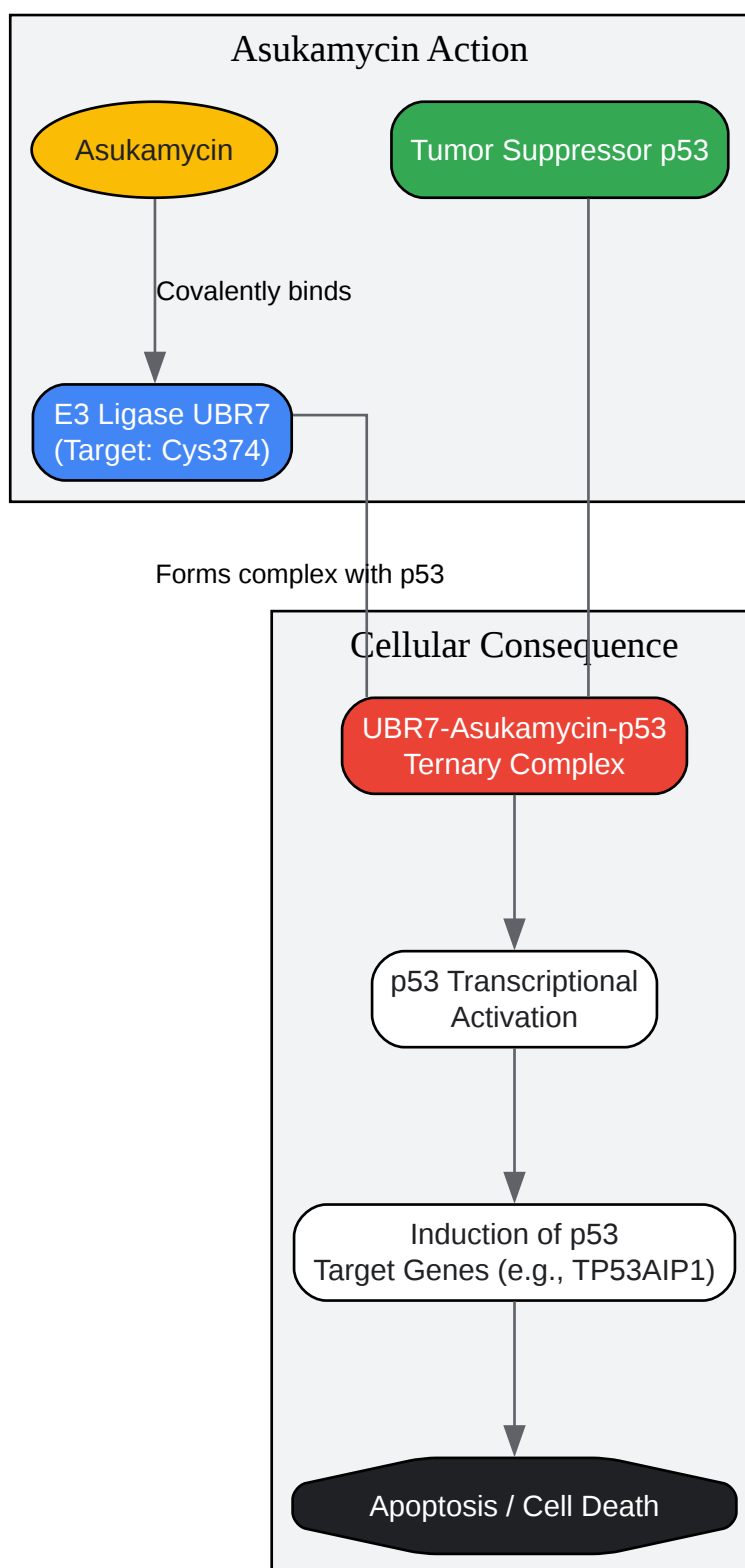 Asukamycin Action
Asukamycin
Tumor Suppressor p53
Covalently binds
E3 Ligase UBR7
(Target: Cys374)
Forms complex with p53
Cellular Consequence
UBR7-Asukamycin-p53
Ternary Complex
p53 Transcriptional
Activation
Induction of p53
Target Genes (e.g., TP53AIP1)
Apoptosis / Cell Death